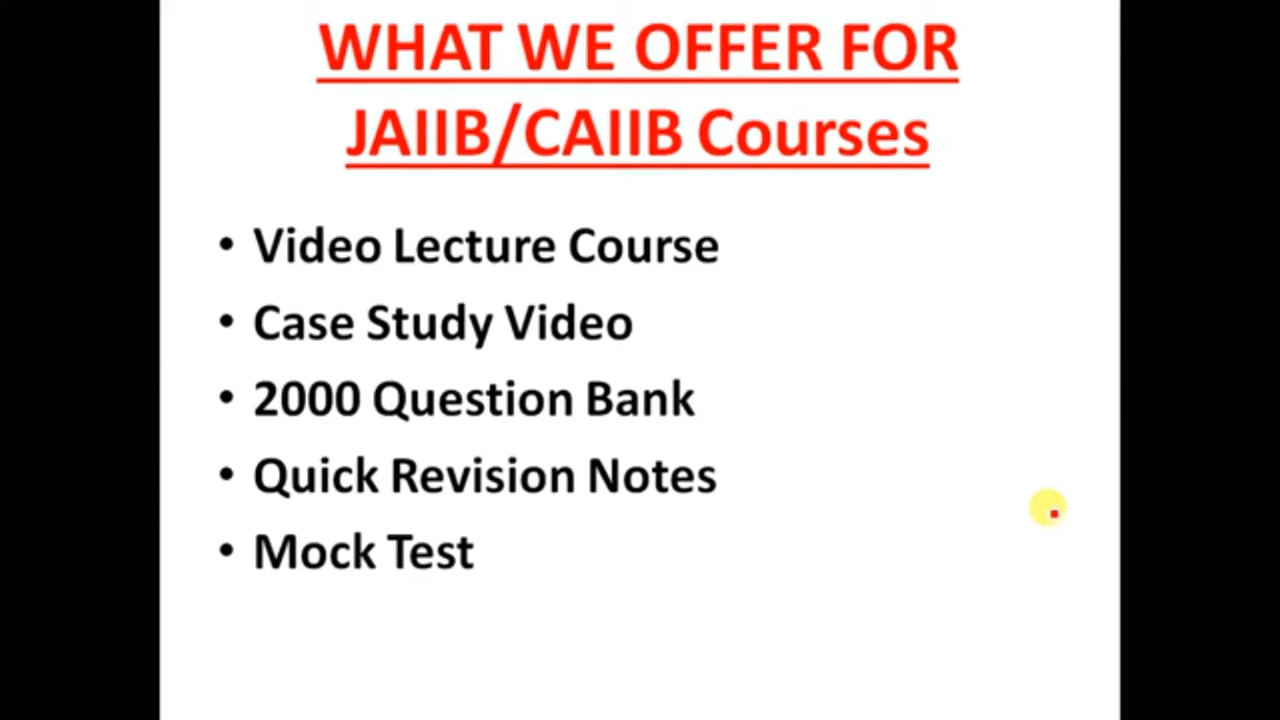 WHAT WE OFFER FOR
JAIIB/CAIIB Courses
• Video Lecture Course
• Case Study Video
• 2000 Question Bank
• Quick Revision Notes
• Mock Test